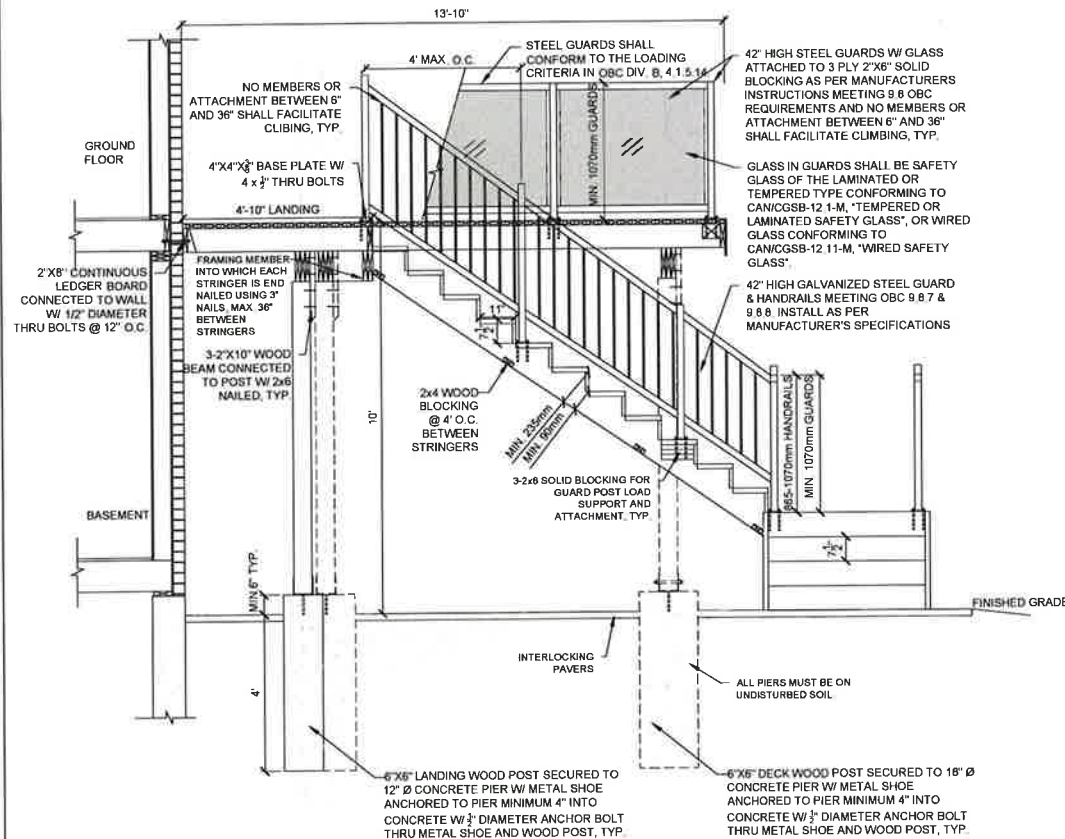 13'-10"
4' MAX. O.C.
STEEL GUARDS SHALL
CONFORM TO THE LOADING
CRITERIA IN OBC DIV. B, 4.1.5.14
42" HIGH STEEL GUARDS W/ GLASS
ATTACHED TO 3 PLY 2"X6" SOLID
BLOCKING AS PER MANUFACTURERS
INSTRUCTIONS MEETING 9.8 OBC
REQUIREMENTS AND NO MEMBERS OR
ATTACHMENT BETWEEN 6" AND 36"
SHALL FACILITATE CLIMBING, TYP.
NO MEMBERS OR
ATTACHMENT BETWEEN 6"
AND 36" SHALL FACILITATE
CLIBING, TYP.
GROUND
FLOOR
4"X4"X3/8" BASE PLATE W/
4 x 1/2" THRU BOLTS
MIN. 1070mm GUARDS
GLASS IN GUARDS SHALL BE SAFETY
GLASS OF THE LAMINATED OR
TEMPERED TYPE CONFORMING TO
CAN/CGSB-12.1-M, "TEMPERED OR
LAMINATED SAFETY GLASS", OR WIRED
GLASS CONFORMING TO
CAN/CGSB-12.11-M, "WIRED SAFETY
GLASS".
4'-10" LANDING
2"X8" CONTINUOUS
LEDGER BOARD
CONNECTED TO WALL
W/ 1/2" DIAMETER
THRU BOLTS @ 12" O.C.
FRAMING MEMBER
INTO WHICH EACH
STRINGER IS END
NAILED USING 3"
NAILS, MAX 36"
BETWEEN
STRINGERS
42" HIGH GALVANIZED STEEL GUARD
& HANDRAILS MEETING OBC 9.8.7 &
9.8.8. INSTALL AS PER
MANUFACTURER'S SPECIFICATIONS
11"
7 1/2"
3-2"X10" WOOD
BEAM CONNECTED
TO POST W/ 2x6
NAILED, TYP.
10'
2x4 WOOD
BLOCKING
@ 4' O.C.
BETWEEN
STRINGERS
MIN. 235mm
MIN. 90mm
865-1070mm HANDRAILS
MIN. 1070mm GUARDS
3-2x6 SOLID BLOCKING FOR
GUARD POST LOAD
SUPPORT AND
ATTACHMENT, TYP.
BASEMENT
7 1/2"
MIN 6" TYP.
FINISHED GRADE
INTERLOCKING
PAVERS
4'
ALL PIERS MUST BE ON
UNDISTURBED SOIL
6"X6" LANDING WOOD POST SECURED TO
12" Ø CONCRETE PIER W/ METAL SHOE
ANCHORED TO PIER MINIMUM 4" INTO
CONCRETE W/ 1/2" DIAMETER ANCHOR BOLT
THRU METAL SHOE AND WOOD POST, TYP.
6"X6" DECK WOOD POST SECURED TO 16" Ø
CONCRETE PIER W/ METAL SHOE
ANCHORED TO PIER MINIMUM 4" INTO
CONCRETE W/ 1/2" DIAMETER ANCHOR BOLT
THRU METAL SHOE AND WOOD POST, TYP.